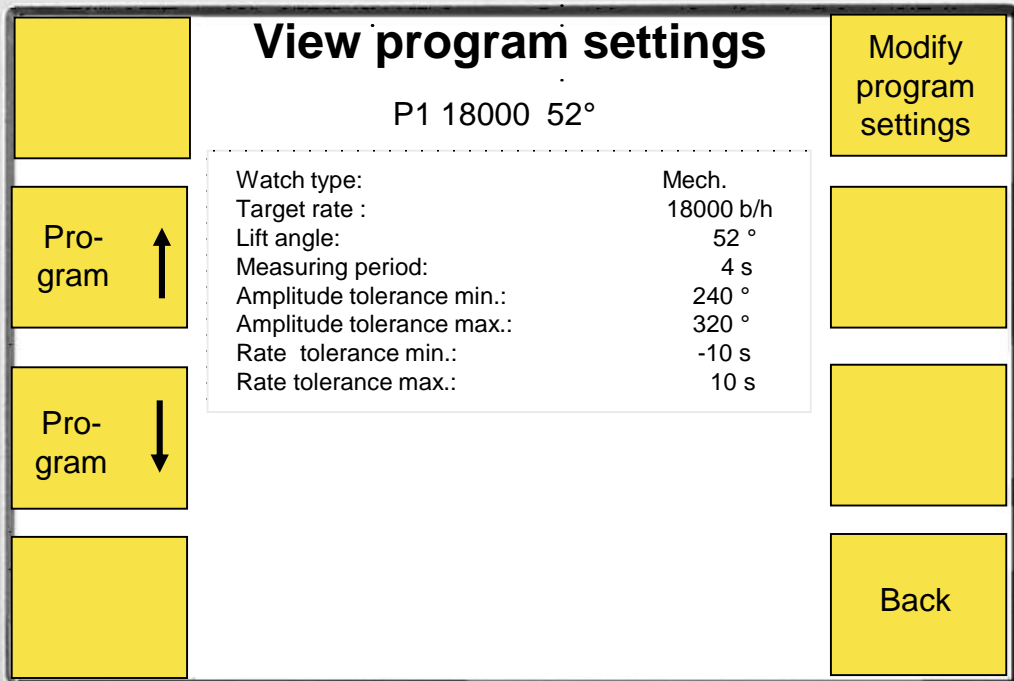 View program settings
P1 18000 52°
Modify
program
settings
Pro-
gram
Pro-
gram
Watch type: Mech.
Target rate : 18000 b/h
Lift angle: 52 °
Measuring period: 4 s
Amplitude tolerance min.: 240 °
Amplitude tolerance max.: 320 °
Rate tolerance min.: -10 s
Rate tolerance max.: 10 s
Back